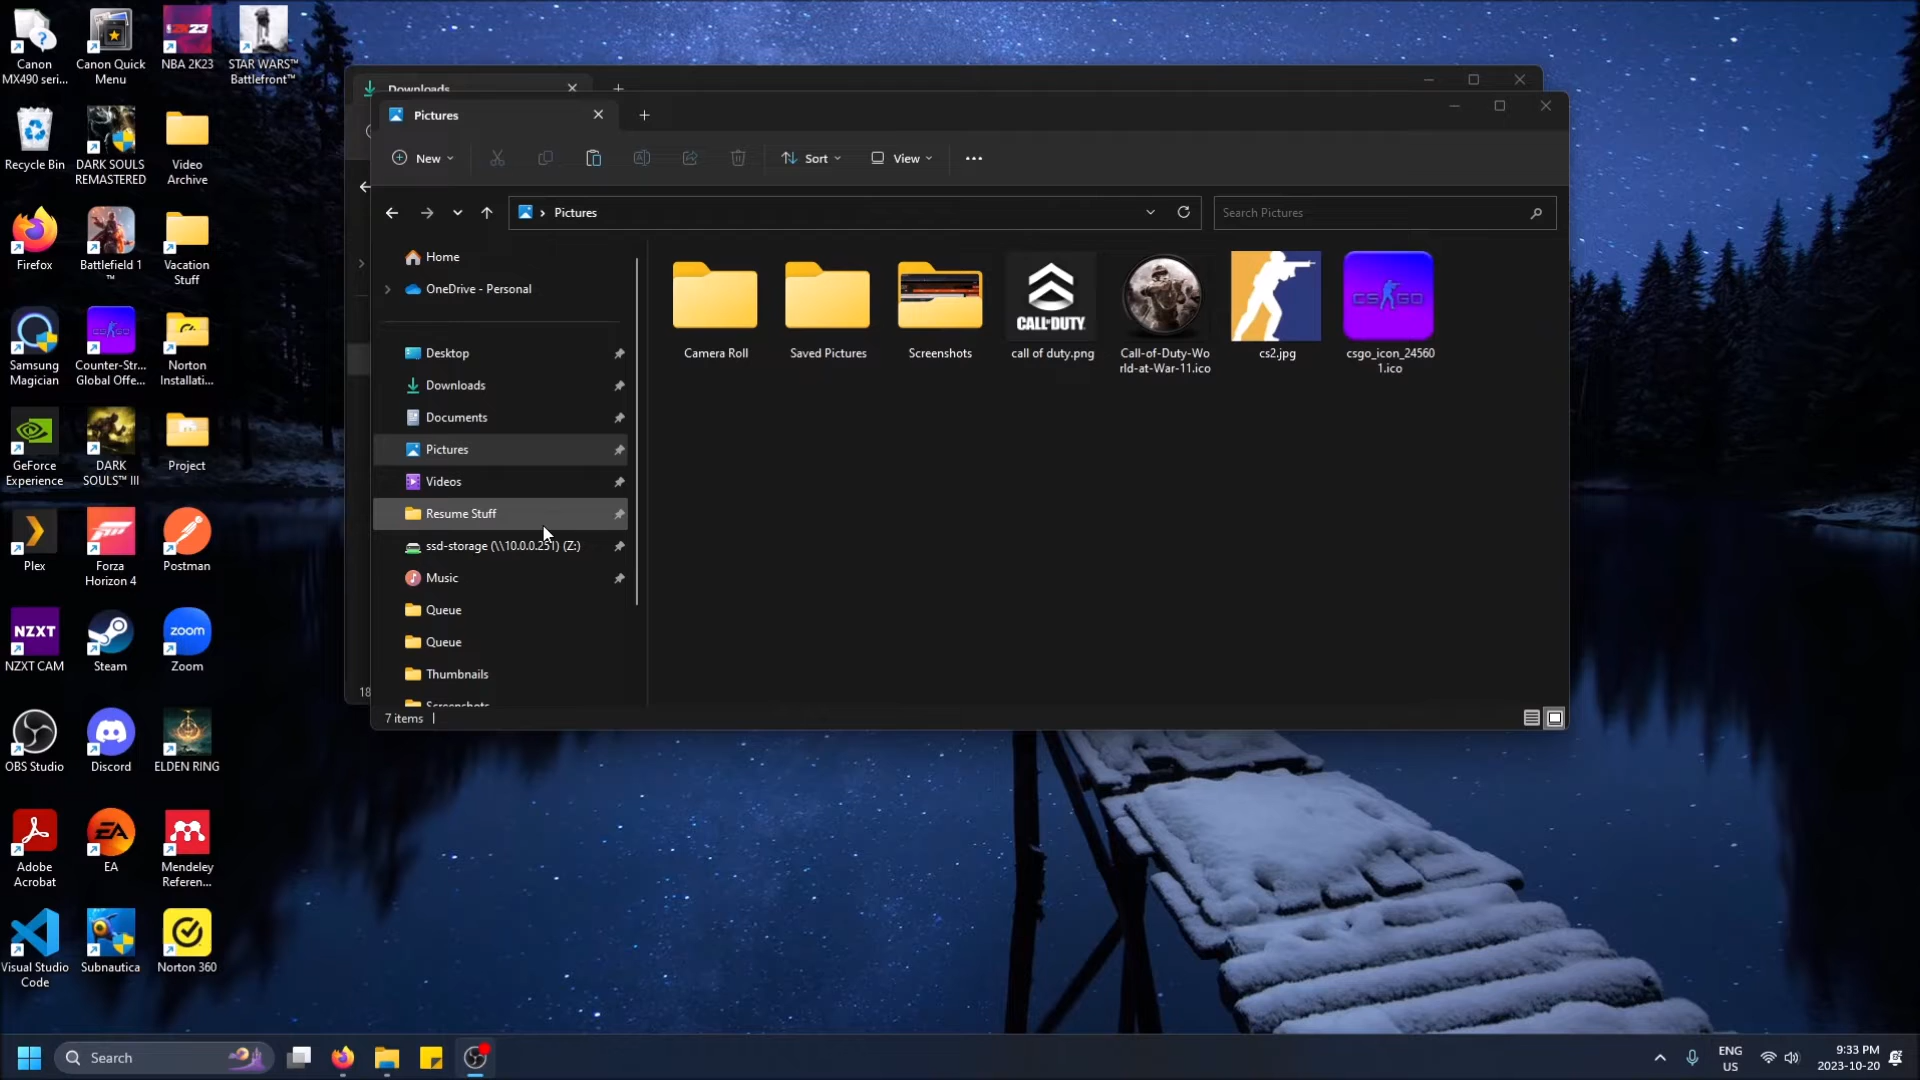 Canon
MX490 seri...
Canon Quick
Menu
NBA 2K23
STAR WARS™
Battlefront™
Recycle Bin
DARK SOULS
REMASTERED
Video
Archive
Firefox
Battlefield 1
™
Vacation
Stuff
Samsung
Magician
Counter-Str...
Global Offe...
Norton
Installati...
GeForce
Experience
DARK
SOULS™ III
Project
Plex
Forza
Horizon 4
Postman
NZXT
NZXT CAM
Steam
zoom
Zoom
OBS Studio
Discord
ELDEN RING
Adobe
Acrobat
EA
EA
Mendeley
Referen...
Visual Studio
Code
Subnautica
Norton 360
Downloads
Pictures
New
Sort
View
Pictures
Search Pictures
Home
OneDrive - Personal
Desktop
Downloads
Documents
Pictures
Videos
Resume Stuff
ssd-storage (\\10.0.0.251) (Z:)
Music
Queue
Queue
Thumbnails
Screenshots
Camera Roll
Saved Pictures
Screenshots
CALL OF DUTY
call of duty.png
Call-of-Duty-Wo
rld-at-War-11.ico
cs2.jpg
CS:GO
csgo_icon_24560
1.ico
18
7 items
Search
ENG
US
9:33 PM
2023-10-20